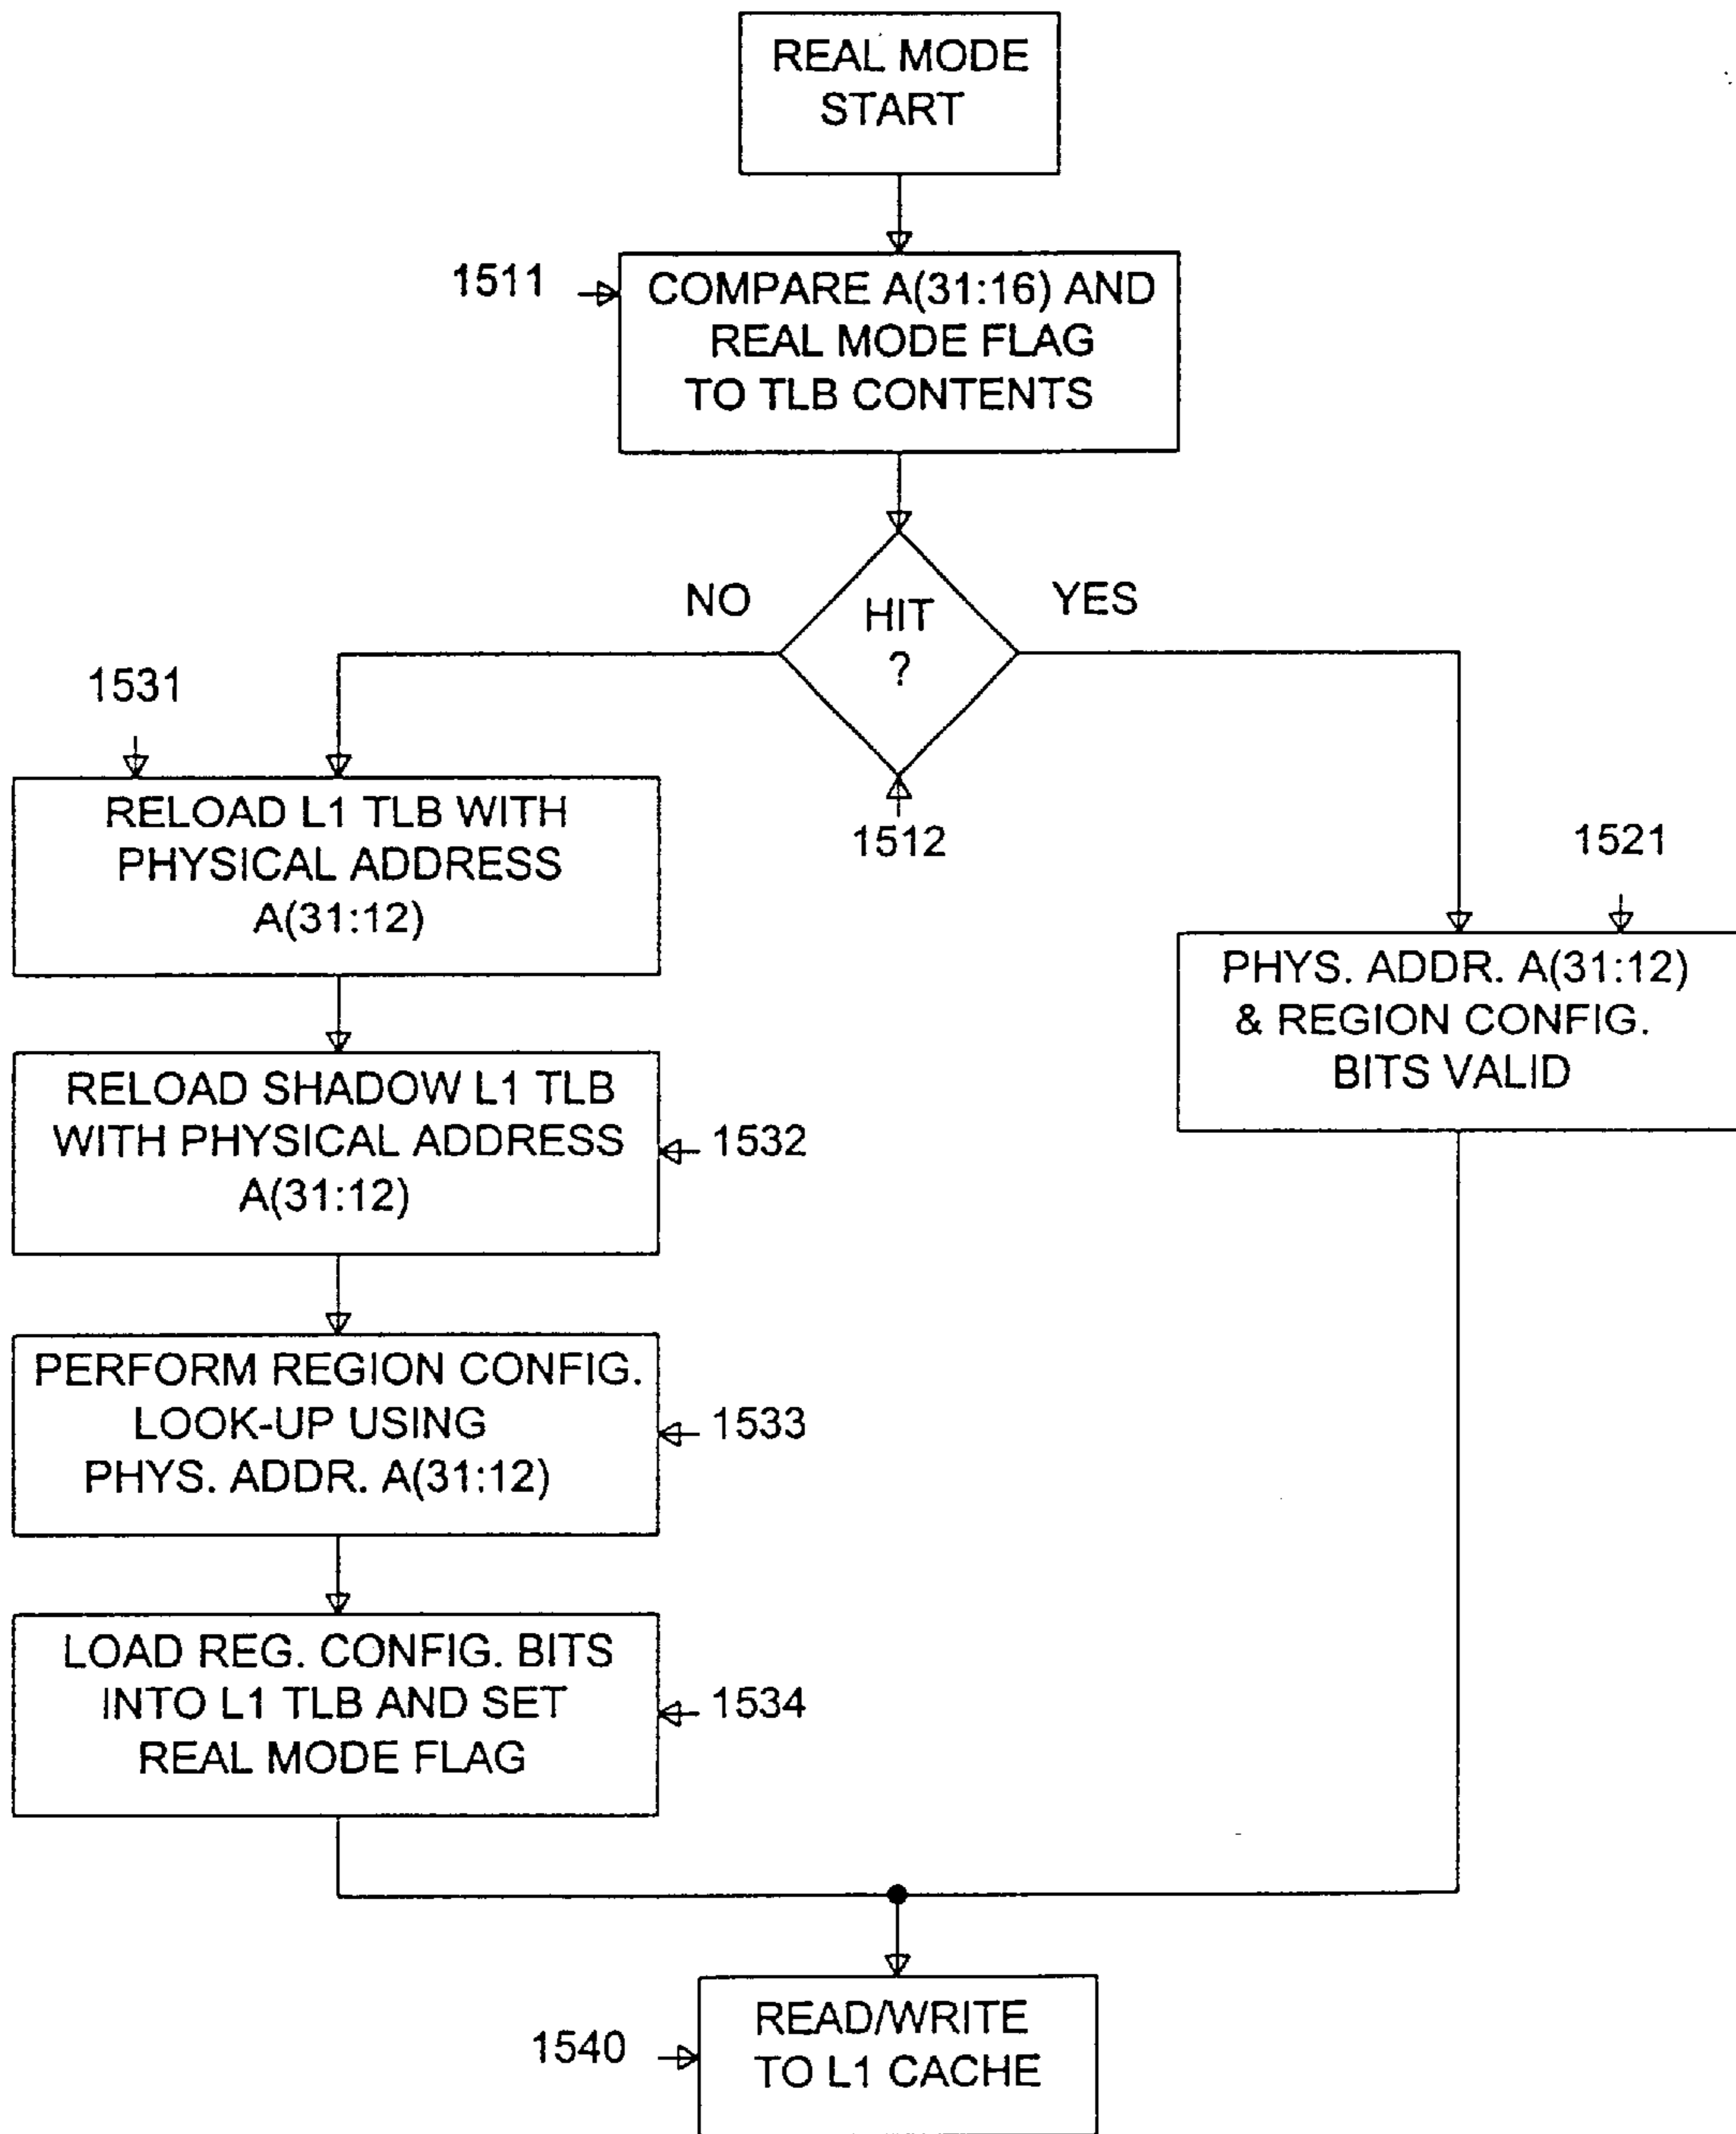 REAL MODE
START
1511
COMPARE A(31:16) AND
REAL MODE FLAG
TO TLB CONTENTS
NO
HIT
?
YES
1512
1531
RELOAD L1 TLB WITH
PHYSICAL ADDRESS
A(31:12)
1521
PHYS. ADDR. A(31:12)
& REGION CONFIG.
BITS VALID
RELOAD SHADOW L1 TLB
WITH PHYSICAL ADDRESS
A(31:12)
1532
PERFORM REGION CONFIG.
LOOK-UP USING
PHYS. ADDR. A(31:12)
1533
LOAD REG. CONFIG. BITS
INTO L1 TLB AND SET
REAL MODE FLAG
1534
1540
READ/WRITE
TO L1 CACHE